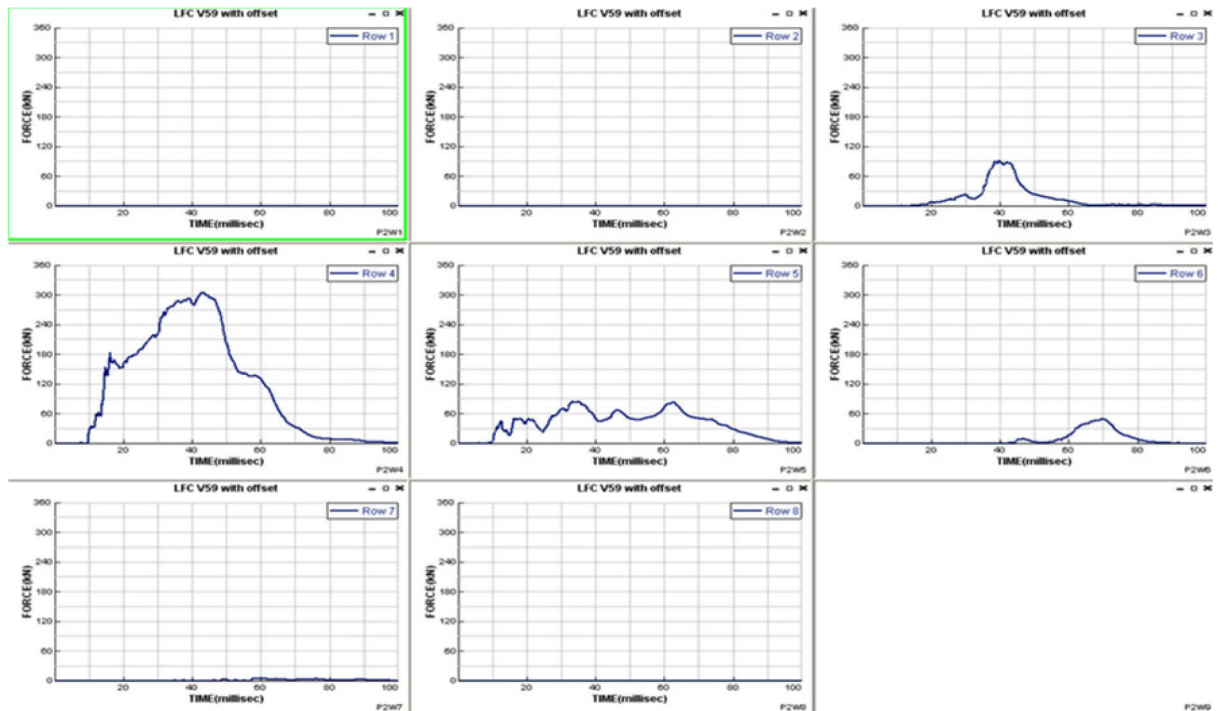 LFC V59 with offset
Row 1
FORCE(kN)
360
300
240
180
120
60
0
20 40 60 80 100
TIME(millisec)
P2W1
LFC V59 with offset
Row 2
FORCE(kN)
360
300
240
180
120
60
0
20 40 60 80 100
TIME(millisec)
P2W2
LFC V59 with offset
Row 3
FORCE(kN)
360
300
240
180
120
60
0
20 40 60 80 100
TIME(millisec)
P2W3
LFC V59 with offset
Row 4
FORCE(kN)
360
300
240
180
120
60
0
20 40 60 80 100
TIME(millisec)
P2W4
LFC V59 with offset
Row 5
FORCE(kN)
360
300
240
180
120
60
0
20 40 60 80 100
TIME(millisec)
P2W5
LFC V59 with offset
Row 6
FORCE(kN)
360
300
240
180
120
60
0
20 40 60 80 100
TIME(millisec)
P2W6
LFC V59 with offset
Row 7
FORCE(kN)
360
300
240
180
120
60
0
20 40 60 80 100
TIME(millisec)
P2W7
LFC V59 with offset
Row 8
FORCE(kN)
360
300
240
180
120
60
0
20 40 60 80 100
TIME(millisec)
P2W8
P2W9